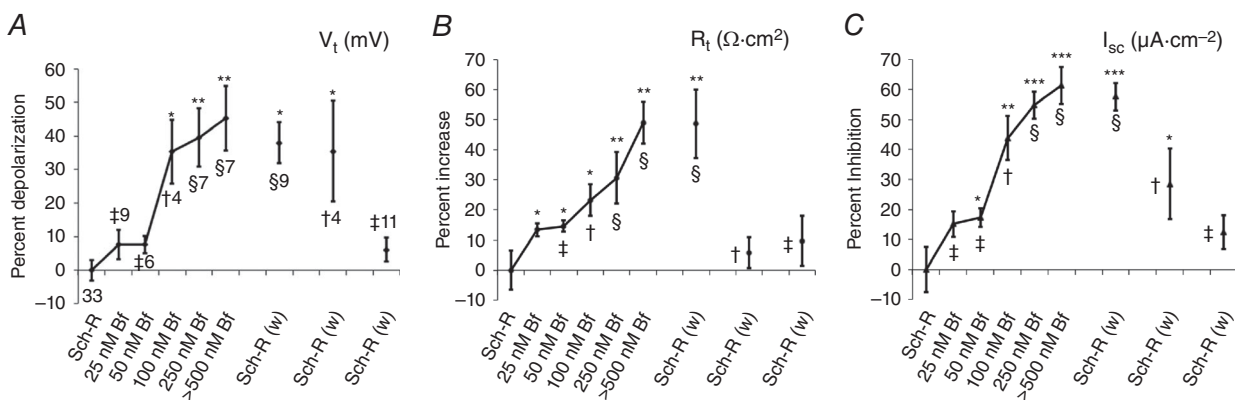 A
V_t (mV)
Percent depolarization
60
50
40
30
20
10
0
−10
33
‡9
‡6
*
†4
**
§7
**
§7
*
§9
*
†4
‡11
Sch-R
25 nM Bf
50 nM Bf
100 nM Bf
250 nM Bf
>500 nM Bf
Sch-R (w)
Sch-R (w)
Sch-R (w)
B
R_t (Ω·cm²)
Percent increase
70
60
50
40
30
20
10
0
−10
*
*
‡
*
†
**
§
**
§
**
§
†
‡
Sch-R
25 nM Bf
50 nM Bf
100 nM Bf
250 nM Bf
>500 nM Bf
Sch-R (w)
Sch-R (w)
Sch-R (w)
C
I_sc (μA·cm⁻²)
Percent Inhibition
70
60
50
40
30
20
10
0
−10
‡
*
‡
**
†
***
§
***
§
***
§
*
†
‡
Sch-R
25 nM Bf
50 nM Bf
100 nM Bf
250 nM Bf
>500 nM Bf
Sch-R (w)
Sch-R (w)
Sch-R (w)